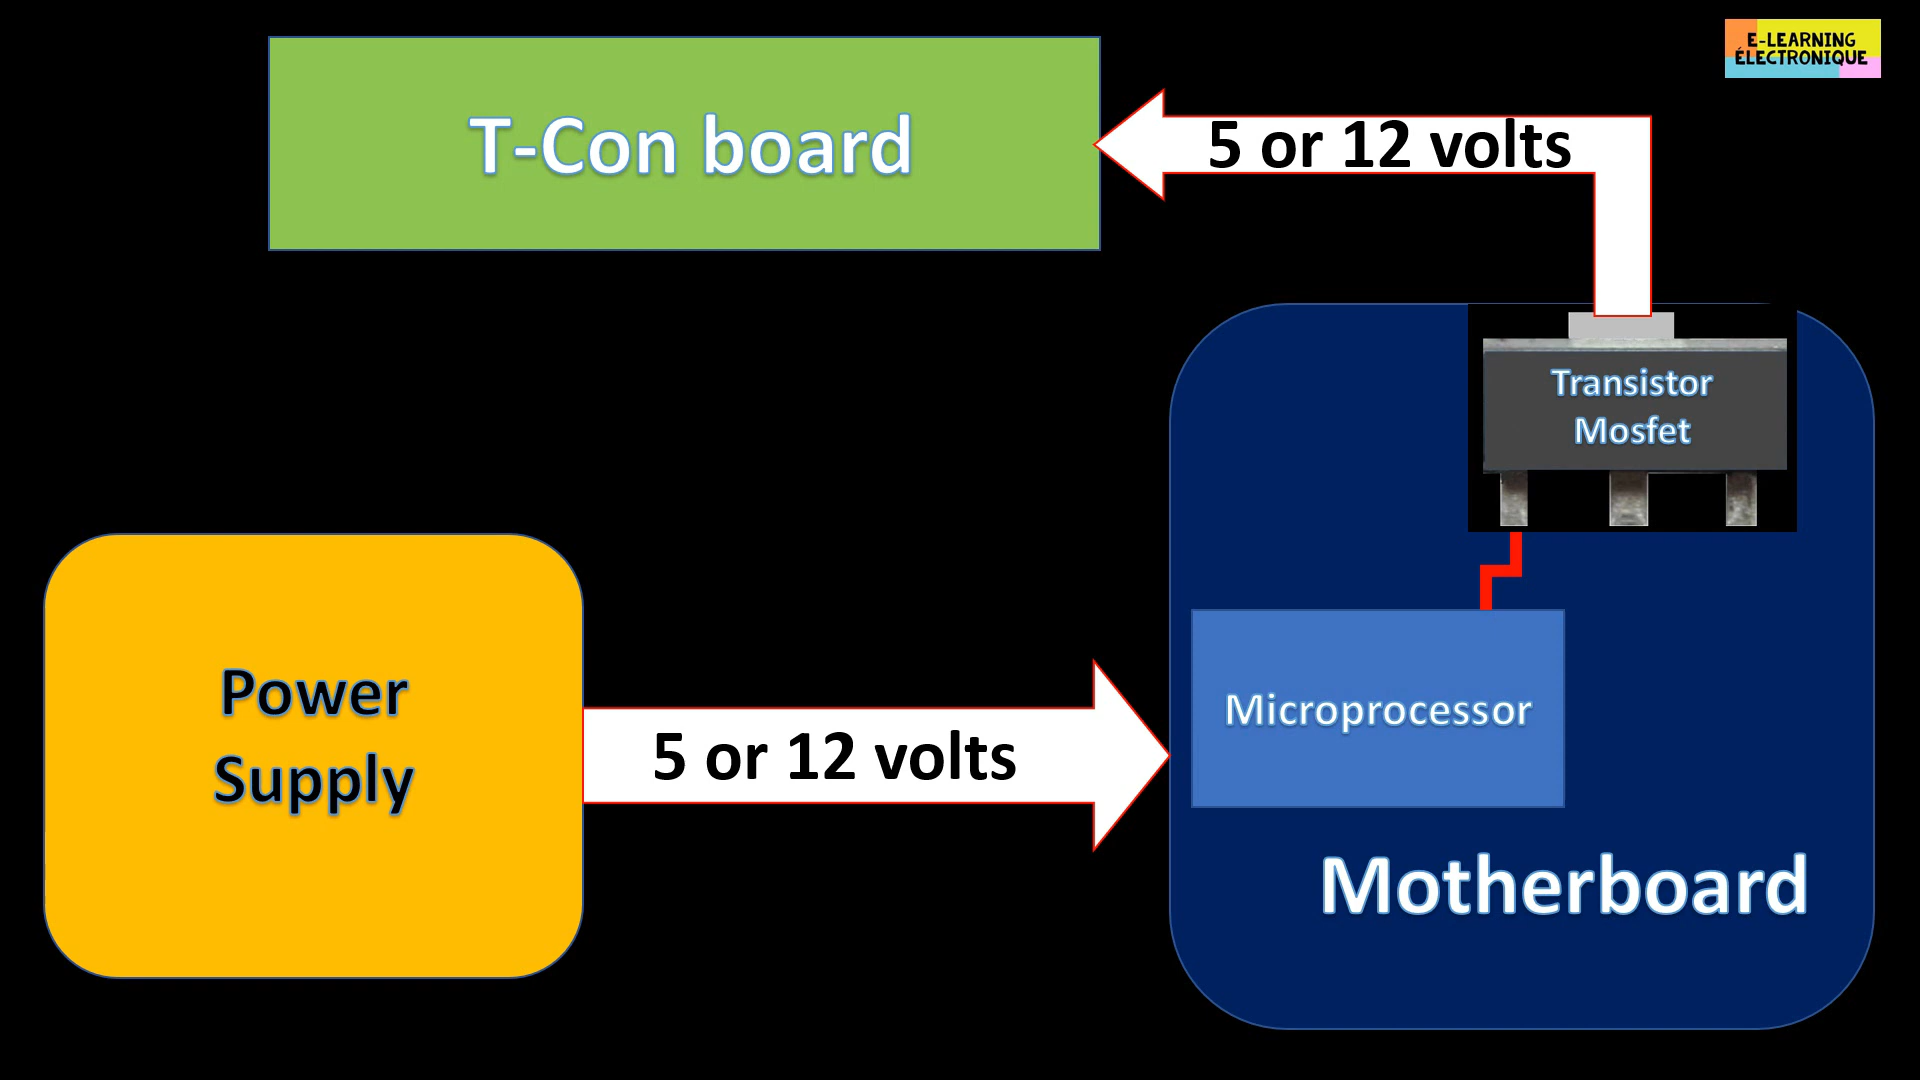 E-LEARNING
ÉLECTRONIQUE
T-Con board
5 or 12 volts
Transistor
Mosfet
Power
Supply
5 or 12 volts
Microprocessor
Motherboard